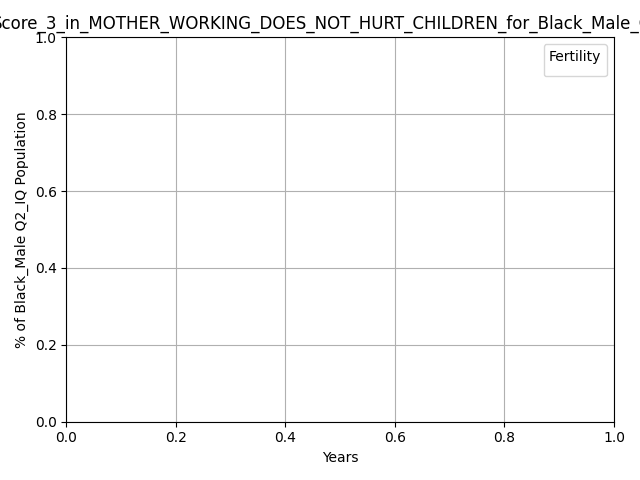 Score_3_in_MOTHER_WORKING_DOES_NOT_HURT_CHILDREN_for_Black_Male_
Fertility
% of Black_Male Q2_IQ Population
1.0
0.8
0.6
0.4
0.2
0.0
0.0 0.2 0.4 0.6 0.8 1.0
Years